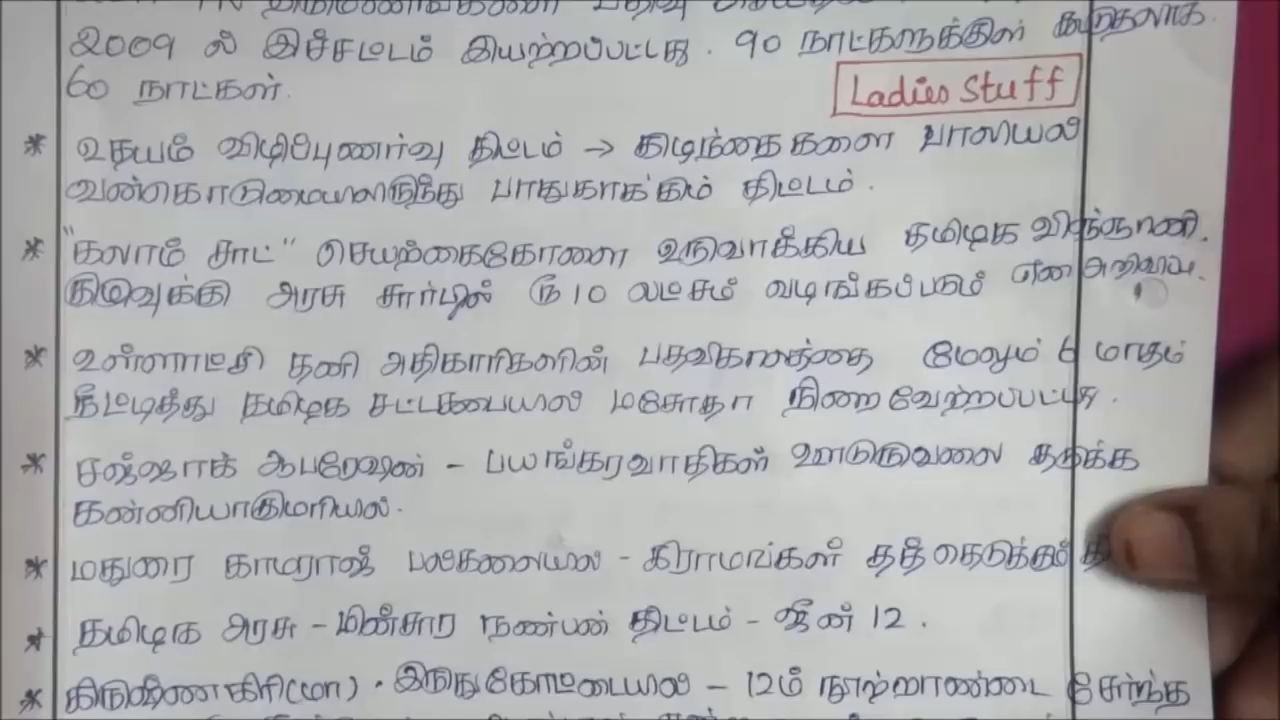 2009 ல் இச்சட்டம் இயற்றப்பட்டது. 90 நாட்களுக்குள் கூறுதலாக
60 நாட்கள்.
Ladies Stuff
* உதயம் விழிப்புணர்வு திட்டம் → குழந்தைகளை பாலியல்
வன்கொடுமையிலிருந்து பாதுகாக்கும் திட்டம்.
* "கலாம் சாட்" செயற்கைகோளை உருவாக்கிய தமிழக விஞ்ஞானி.
குழுவுக்கு அரசு சார்பில் ரூ 10 லட்சம் வழங்கப்படும் என அறிவிப்பு.
* உள்ளாட்சி தனி அதிகாரிகளின் பதவிகாலத்தை மேலும் 6 மாதம்
நீட்டித்து தமிழக சட்டசபையில் மசோதா நிறைவேற்றப்பட்டது.
* சஜ்ஜாக் ஆபரேஷன் - பயங்கரவாதிகள் ஊடுருவலை தடுக்க
கன்னியாகுமரியில்.
* மதுரை காமராஜ் பல்கலையில் - கிராமங்கள் தத்தெடுக்கும்
* தமிழக அரசு - மின்சார நண்பன் திட்டம் - ஜீன் 12.
* கிருஷ்ணகிரி(மா). இருதுகோட்டையில் - 12ம் நூற்றாண்டை சேர்ந்த